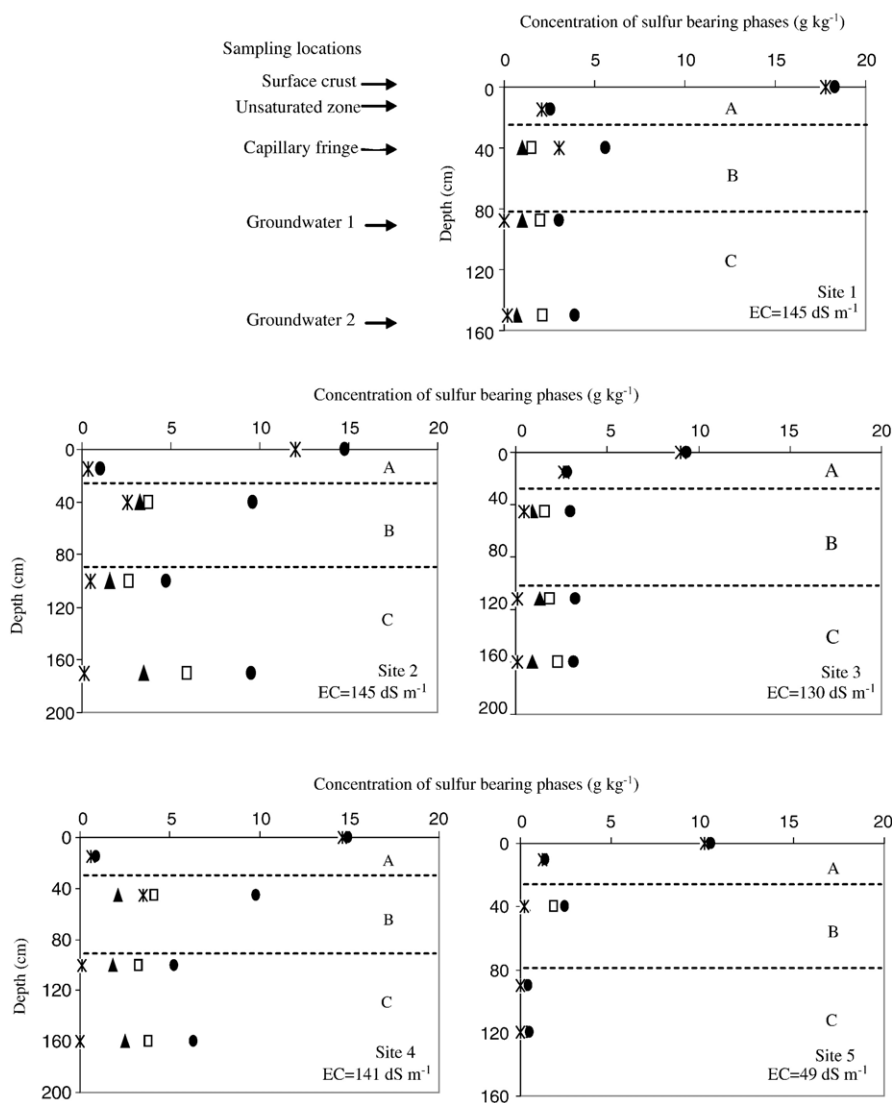 Concentration of sulfur bearing phases (g kg⁻¹)
Sampling locations
0 5 10 15 20
Surface crust
Unsaturated zone
Capillary fringe
Groundwater 1
Groundwater 2
Depth (cm)
0
40
80
120
160
A
B
C
Site 1
EC=145 dS m⁻¹
Concentration of sulfur bearing phases (g kg⁻¹)
0 5 10 15 20
Depth (cm)
0
40
80
120
160
200
A
B
C
Site 2
EC=145 dS m⁻¹
0 5 10 15 20
0
40
80
120
160
200
A
B
C
Site 3
EC=130 dS m⁻¹
Concentration of sulfur bearing phases (g kg⁻¹)
0 5 10 15 20
Depth (cm)
0
40
80
120
160
200
A
B
C
Site 4
EC=141 dS m⁻¹
0 5 10 15 20
0
40
80
120
160
A
B
C
Site 5
EC=49 dS m⁻¹